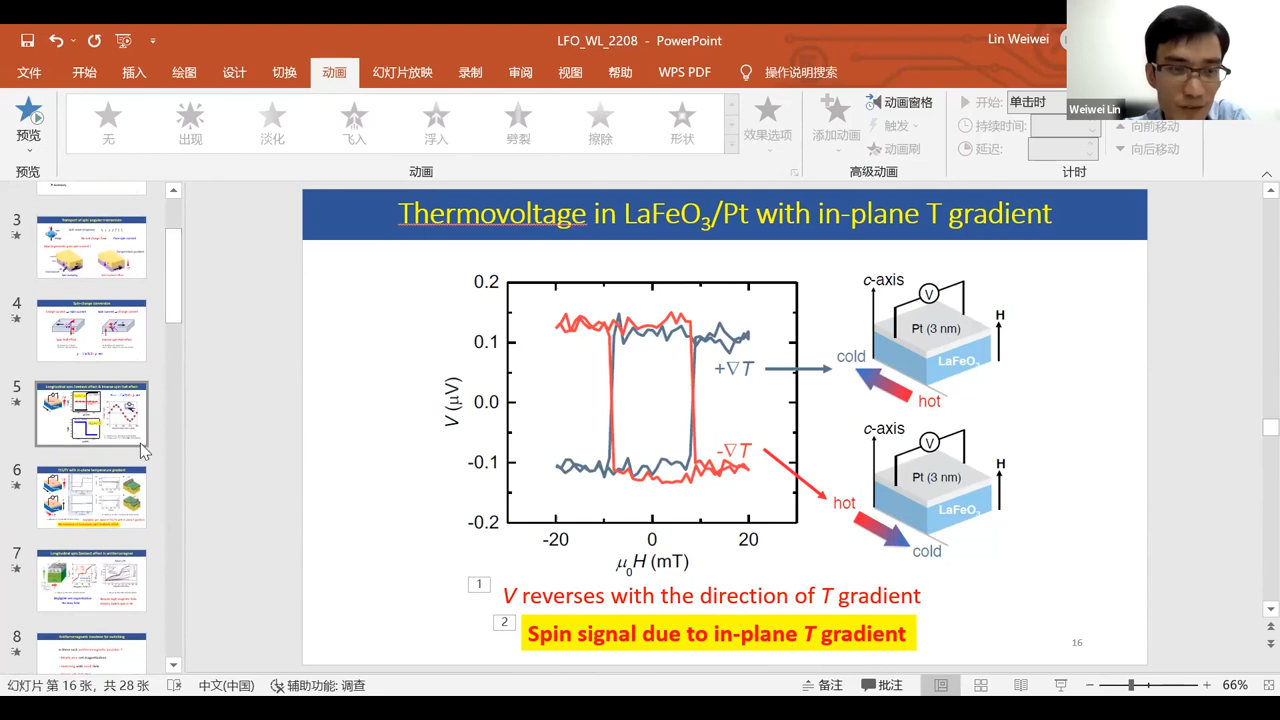 LFO_WL_2208 - PowerPoint
Lin Weiwei
文件 开始 插入 绘图 设计 切换 动画 幻灯片放映 录制 审阅 视图 帮助 WPS PDF 操作说明搜索
Weiwei Lin
预览
无 出现 淡化 飞入 浮入 劈裂 擦除 形状
效果选项
添加动画
动画窗格
触发
动画刷
开始: 单击时
持续时间:
延迟:
向前移动
向后移动
预览 动画 高级动画 计时
3
4
5
6
7
8
Thermovoltage in LaFeO3/Pt with in-plane T gradient
0.2
0.1
0.0
-0.1
-0.2
V (μV)
-20 0 20
μ0H (mT)
+∇T
-∇T
c-axis
V
H
Pt (3 nm)
cold
LaFeO
hot
c-axis
V
H
Pt (3 nm)
hot
LaFeO
cold
1
V reverses with the direction of T gradient
2
Spin signal due to in-plane T gradient
16
幻灯片 第 16 张, 共 28 张 中文(中国) 辅助功能: 调查 备注 批注 66%